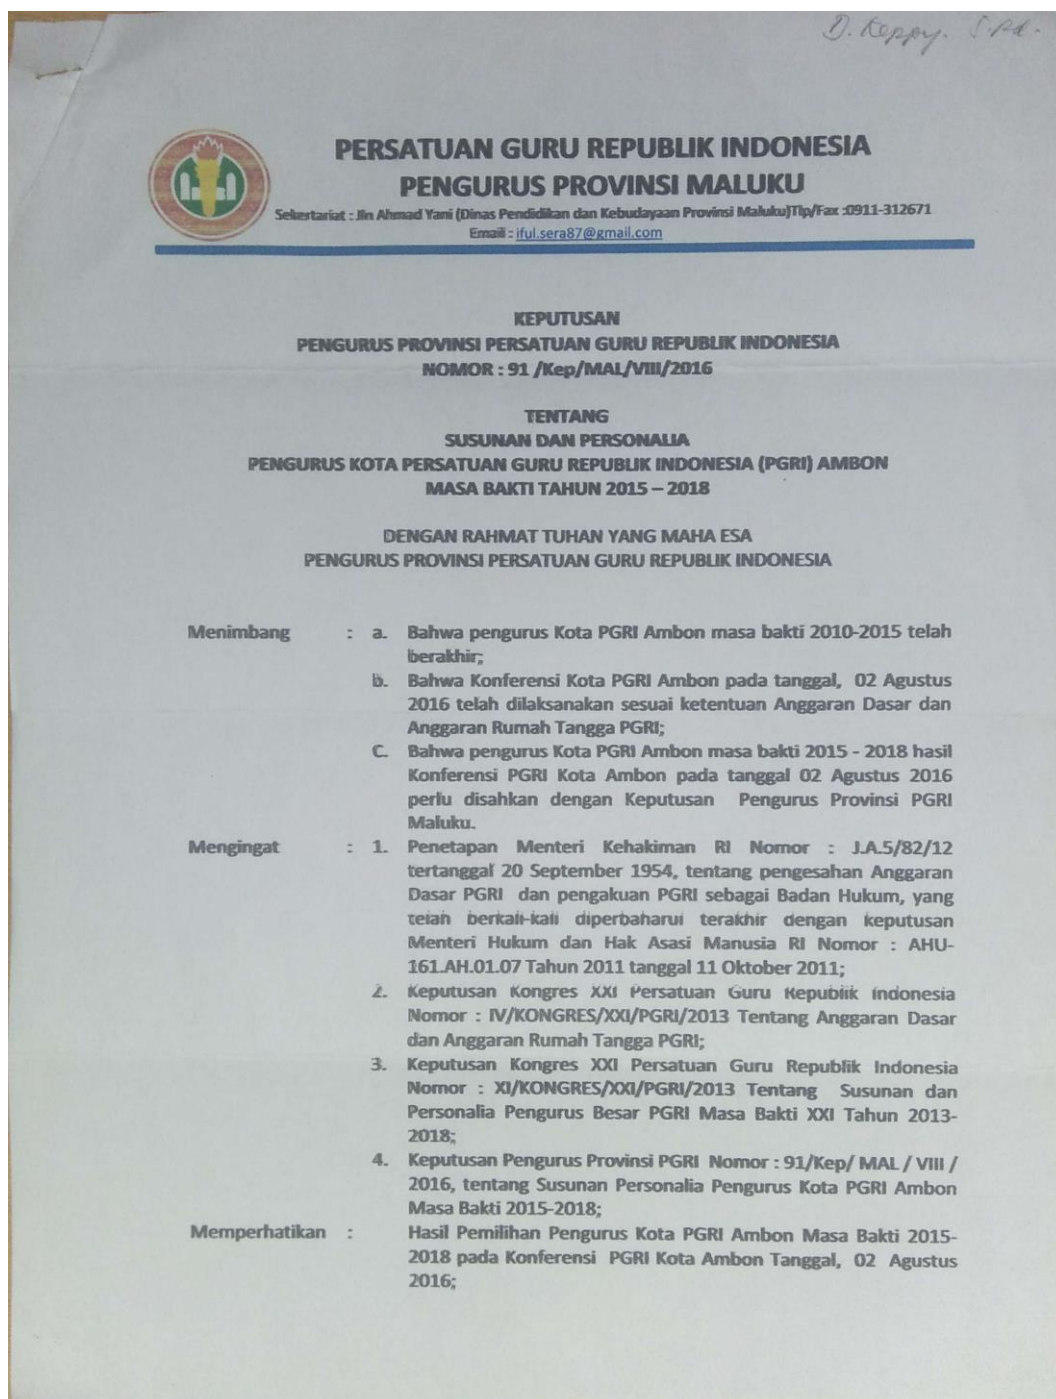 D. Keppy. S.Pd.
PERSATUAN GURU REPUBLIK INDONESIA
PENGURUS PROVINSI MALUKU
Sekertariat : Jln Ahmad Yani (Dinas Pendidikan dan Kebudayaan Provinsi Maluku)Tlp/Fax :0911-312671
Email : iful.sera87@gmail.com
KEPUTUSAN
PENGURUS PROVINSI PERSATUAN GURU REPUBLIK INDONESIA
NOMOR : 91 /Kep/MAL/VIII/2016
TENTANG
SUSUNAN DAN PERSONALIA
PENGURUS KOTA PERSATUAN GURU REPUBLIK INDONESIA (PGRI) AMBON
MASA BAKTI TAHUN 2015 – 2018
DENGAN RAHMAT TUHAN YANG MAHA ESA
PENGURUS PROVINSI PERSATUAN GURU REPUBLIK INDONESIA
Menimbang : a. Bahwa pengurus Kota PGRI Ambon masa bakti 2010-2015 telah
berakhir;
b. Bahwa Konferensi Kota PGRI Ambon pada tanggal, 02 Agustus
2016 telah dilaksanakan sesuai ketentuan Anggaran Dasar dan
Anggaran Rumah Tangga PGRI;
C. Bahwa pengurus Kota PGRI Ambon masa bakti 2015 - 2018 hasil
Konferensi PGRI Kota Ambon pada tanggal 02 Agustus 2016
perlu disahkan dengan Keputusan Pengurus Provinsi PGRI
Maluku.
Mengingat : 1. Penetapan Menteri Kehakiman RI Nomor : J.A.5/82/12
tertanggal 20 September 1954, tentang pengesahan Anggaran
Dasar PGRI dan pengakuan PGRI sebagai Badan Hukum, yang
telah berkali-kali diperbaharui terakhir dengan keputusan
Menteri Hukum dan Hak Asasi Manusia RI Nomor : AHU-
161.AH.01.07 Tahun 2011 tanggal 11 Oktober 2011;
2. Keputusan Kongres XXI Persatuan Guru Republik Indonesia
Nomor : IV/KONGRES/XXI/PGRI/2013 Tentang Anggaran Dasar
dan Anggaran Rumah Tangga PGRI;
3. Keputusan Kongres XXI Persatuan Guru Republik Indonesia
Nomor : XI/KONGRES/XXI/PGRI/2013 Tentang Susunan dan
Personalia Pengurus Besar PGRI Masa Bakti XXI Tahun 2013-
2018;
4. Keputusan Pengurus Provinsi PGRI Nomor : 91/Kep/ MAL / VIII /
2016, tentang Susunan Personalia Pengurus Kota PGRI Ambon
Masa Bakti 2015-2018;
Memperhatikan : Hasil Pemilihan Pengurus Kota PGRI Ambon Masa Bakti 2015-
2018 pada Konferensi PGRI Kota Ambon Tanggal, 02 Agustus
2016;